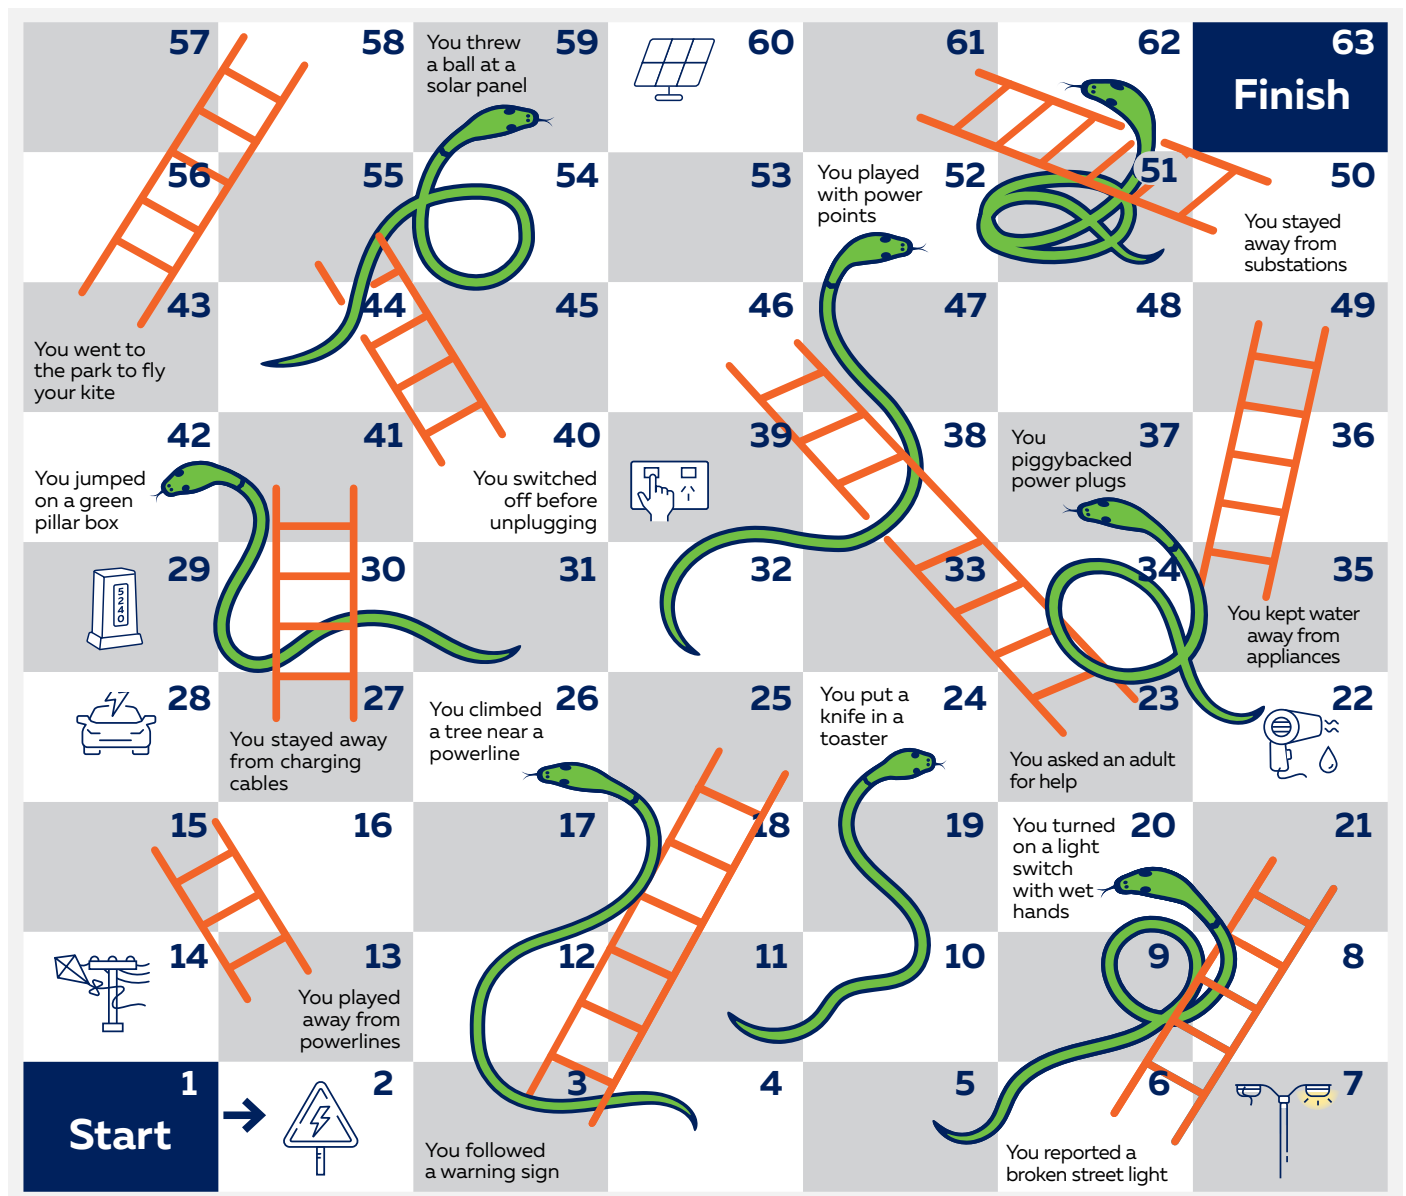 57
58
You threw
a ball at a
solar panel
59
60
61
62
63
Finish
56
55
54
53
You played
with power
points
52
51
50
You stayed
away from
substations
43
You went to
the park to fly
your kite
44
45
46
47
48
49
42
You jumped
on a green
pillar box
41
40
You switched
off before
unplugging
39
38
You
piggybacked
power plugs
37
36
29
5240
30
31
32
33
34
35
You kept water
away from
appliances
28
27
You stayed away
from charging
cables
You climbed
a tree near a
powerline
26
25
You put a
knife in a
toaster
24
23
You asked an adult
for help
22
15
16
17
18
19
You turned
on a light
switch
with wet
hands
20
21
14
13
You played
away from
powerlines
12
11
10
9
8
1
Start
2
3
You followed
a warning sign
4
5
6
You reported a
broken street light
7